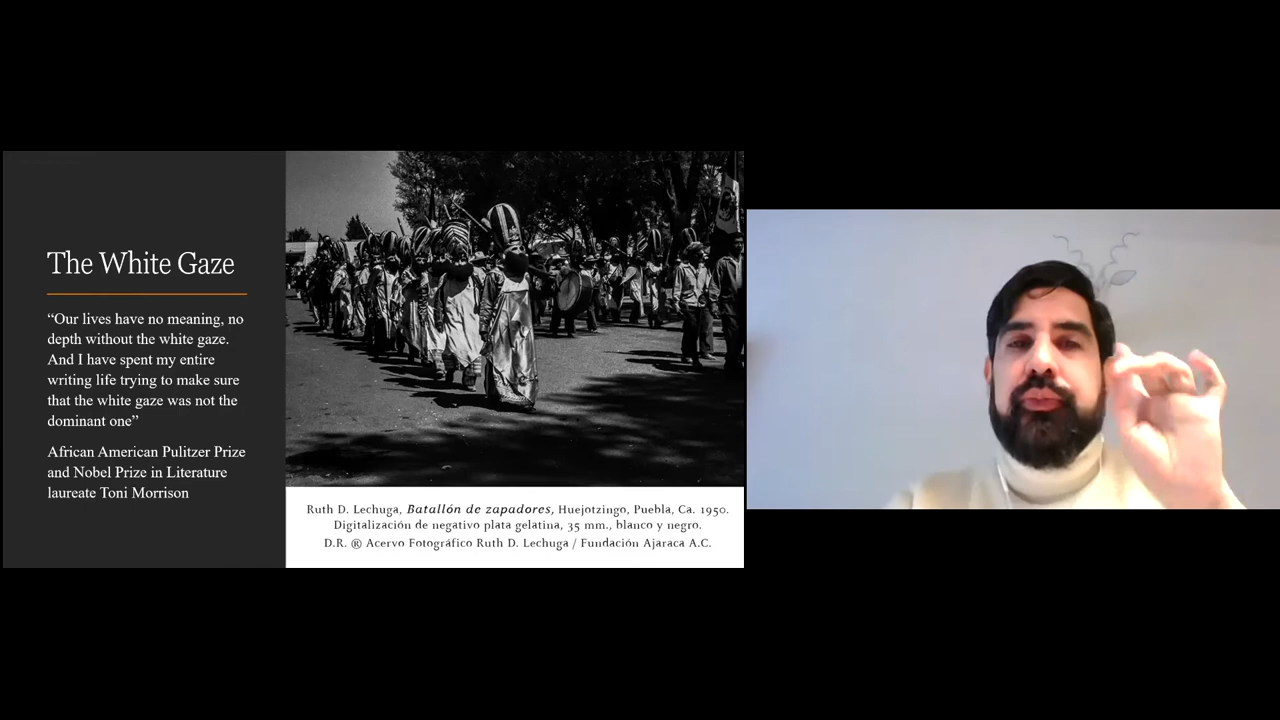 The White Gaze
“Our lives have no meaning, no
depth without the white gaze.
And I have spent my entire
writing life trying to make sure
that the white gaze was not the
dominant one”
African American Pulitzer Prize
and Nobel Prize in Literature
laureate Toni Morrison
Ruth D. Lechuga, Batallón de zapadores, Huejotzingo, Puebla, Ca. 1950.
Digitalización de negativo plata gelatina, 35 mm., blanco y negro.
D.R. ® Acervo Fotográfico Ruth D. Lechuga / Fundación Ajaraca A.C.